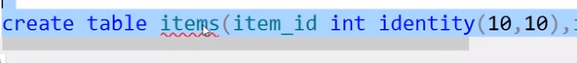 create table items(item_id int identity(10,10),